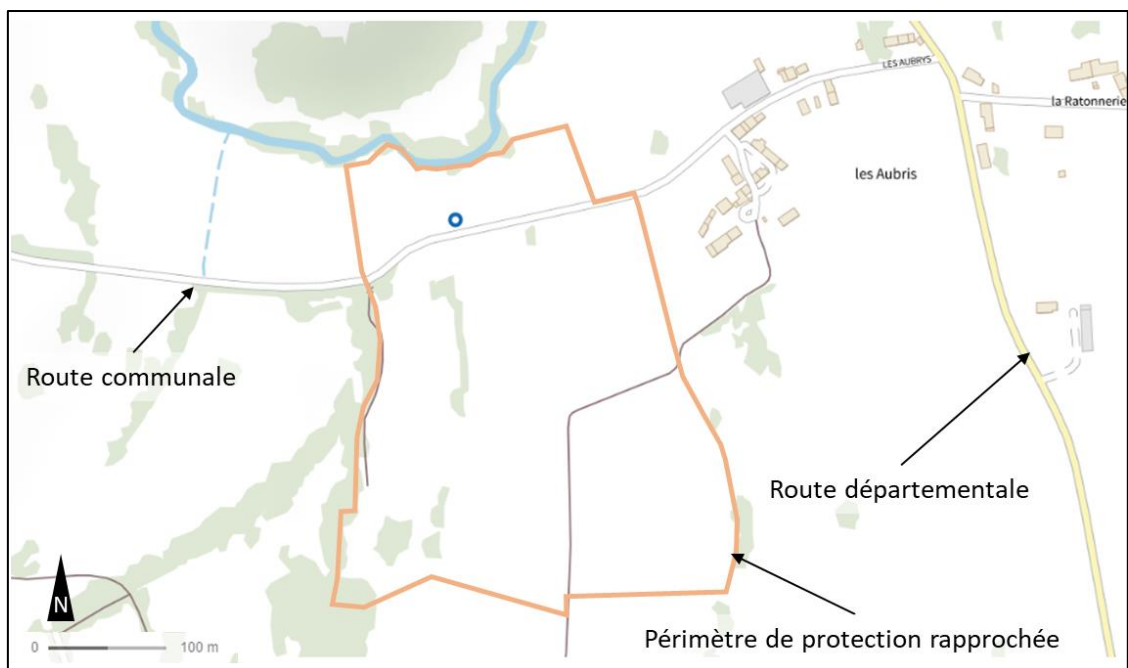 LES AUBRYS
la Ratonnerie
les Aubris
Route communale
Route départementale
N
0 100 m
Périmètre de protection rapprochée